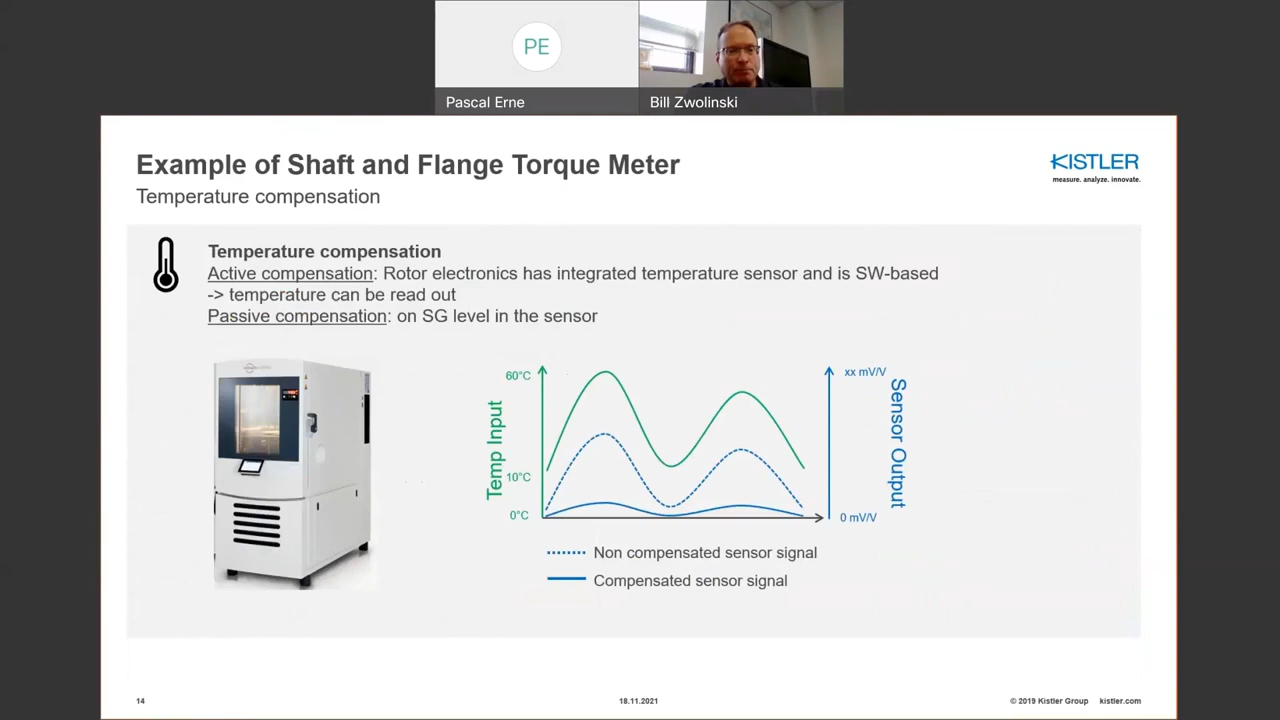 PE
Pascal Erne
Bill Zwolinski
Example of Shaft and Flange Torque Meter
Temperature compensation
KISTLER
measure. analyze. innovate.
Temperature compensation
Active compensation: Rotor electronics has integrated temperature sensor and is SW-based
-> temperature can be read out
Passive compensation: on SG level in the sensor
60°C
Temp Input
10°C
0°C
xx mV/V
Sensor Output
0 mV/V
Non compensated sensor signal
Compensated sensor signal
14
18.11.2021
© 2019 Kistler Group
kistler.com